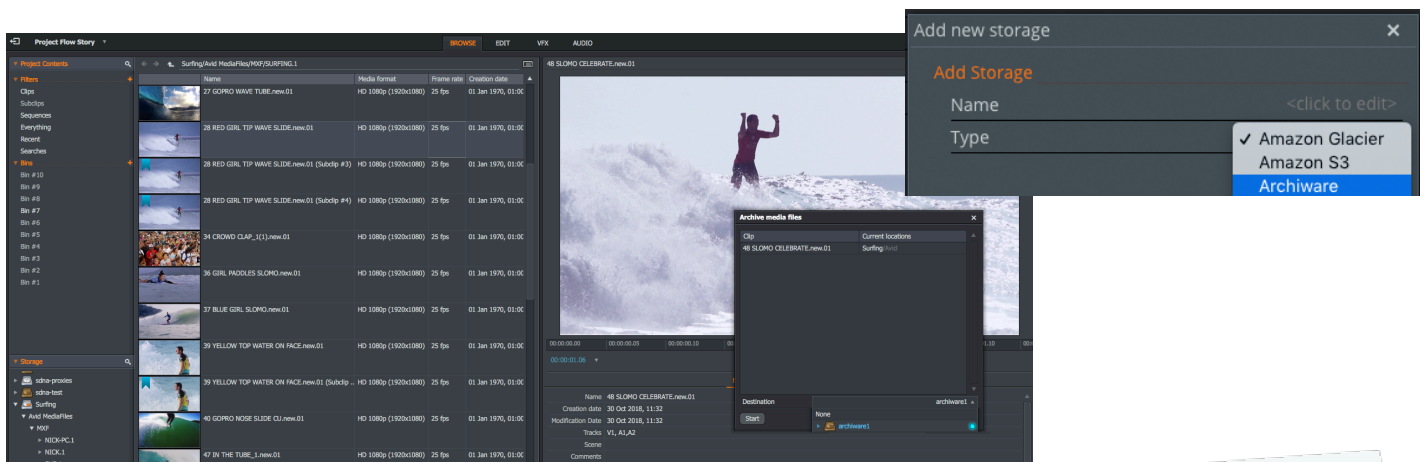 Project Flow Story
BROWSE EDIT VFX AUDIO
Project Contents
Filters
Clips
Subclips
Sequences
Everything
Recent
Searches
Bins
Bin #10
Bin #9
Bin #8
Bin #7
Bin #6
Bin #5
Bin #4
Bin #3
Bin #2
Bin #1
Storage
sdna-proxies
sdna-test
Surfing
Avid MediaFiles
MXF
NICK-PC.1
NICK.1
Surfing/Avid MediaFiles/MXF/SURFING.1
Name Media format Frame rate Creation date
27 GOPRO WAVE TUBE.new.01 HD 1080p (1920x1080) 25 fps 01 Jan 1970, 01:00
28 RED GIRL TIP WAVE SLIDE.new.01 HD 1080p (1920x1080) 25 fps 01 Jan 1970, 01:00
28 RED GIRL TIP WAVE SLIDE.new.01 (Subclip #3) HD 1080p (1920x1080) 25 fps 01 Jan 1970, 01:00
28 RED GIRL TIP WAVE SLIDE.new.01 (Subclip #4) HD 1080p (1920x1080) 25 fps 01 Jan 1970, 01:00
34 CROWD CLAP_1(1).new.01 HD 1080p (1920x1080) 25 fps 01 Jan 1970, 01:00
36 GIRL PADDLES SLOMO.new.01 HD 1080p (1920x1080) 25 fps 01 Jan 1970, 01:00
37 BLUE GIRL SLOMO.new.01 HD 1080p (1920x1080) 25 fps 01 Jan 1970, 01:00
39 YELLOW TOP WATER ON FACE.new.01 HD 1080p (1920x1080) 25 fps 01 Jan 1970, 01:00
39 YELLOW TOP WATER ON FACE.new.01 (Subclip .. HD 1080p (1920x1080) 25 fps 01 Jan 1970, 01:00
40 GOPRO NOSE SLIDE CU.new.01 HD 1080p (1920x1080) 25 fps 01 Jan 1970, 01:00
47 IN THE TUBE_1.new.01 HD 1080p (1920x1080) 25 fps 01 Jan 1970, 01:00
48 SLOMO CELEBRATE.new.01
00:00:00.00 00:00:00.05 00:00:00.10
00:00:01.06
Name 48 SLOMO CELEBRATE.new.01
Creation date 30 Oct 2018, 11:32
Modification Date 30 Oct 2018, 11:32
Tracks V1, A1,A2
Scene
Comments
Archive media files
Clip Current locations
48 SLOMO CELEBRATE.new.01 Surfing/Avid
Destination archiware1
Start
None
archiware1
Add new storage
Add Storage
Name <click to edit>
Type
Amazon Glacier
Amazon S3
Archiware